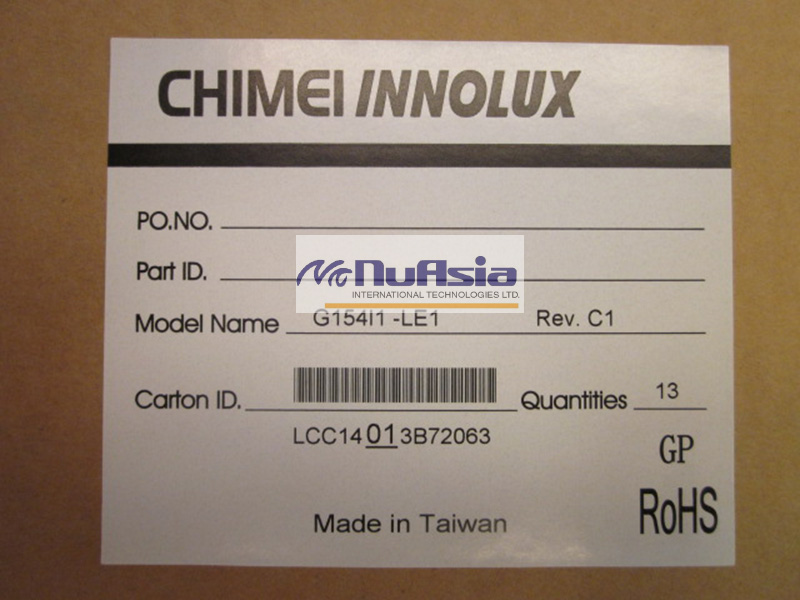 CHIMEI INNOLUX
PO.NO.
Part ID.
NuAsia
INTERNATIONAL TECHNOLOGIES LTD.
Model Name G154I1 -LE1 Rev. C1
Carton ID. Quantities 13
LCC14013B72063
GP
RoHS
Made in Taiwan